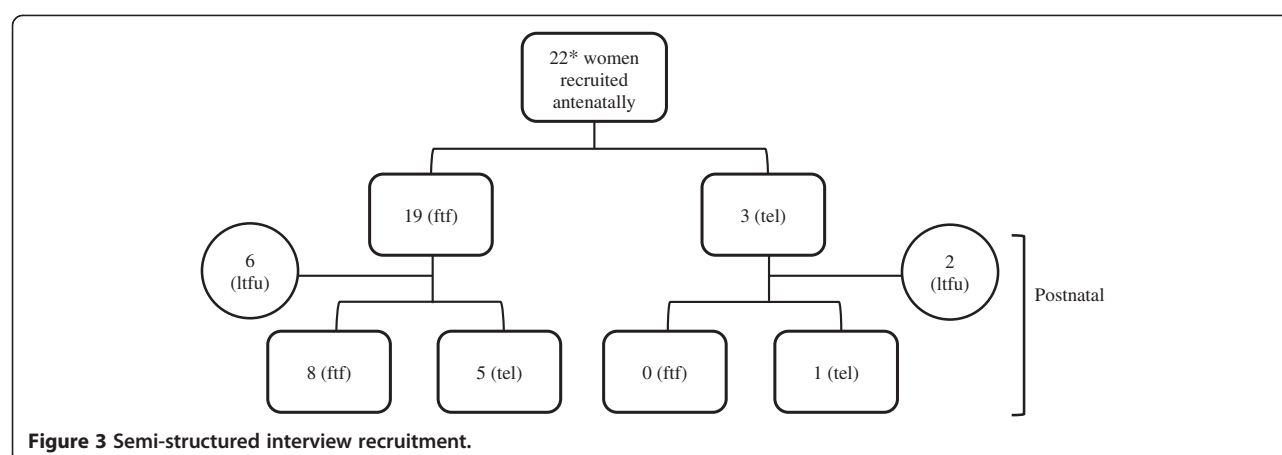 22* women
recruited
antenatally
19 (ftf)
3 (tel)
6
(ltfu)
2
(ltfu)
Postnatal
8 (ftf)
5 (tel)
0 (ftf)
1 (tel)
Figure 3 Semi-structured interview recruitment.